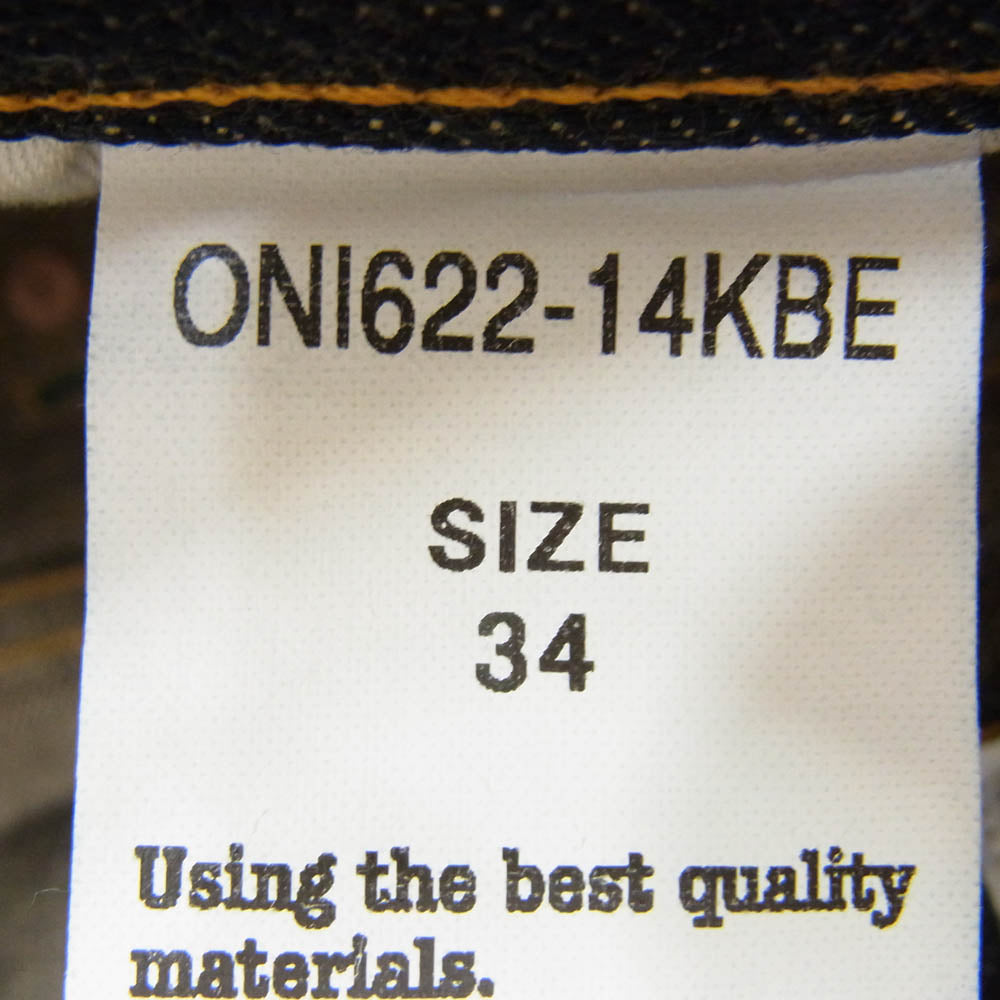 ONI622-14KBE
SIZE
34
Using the best quality
materials.